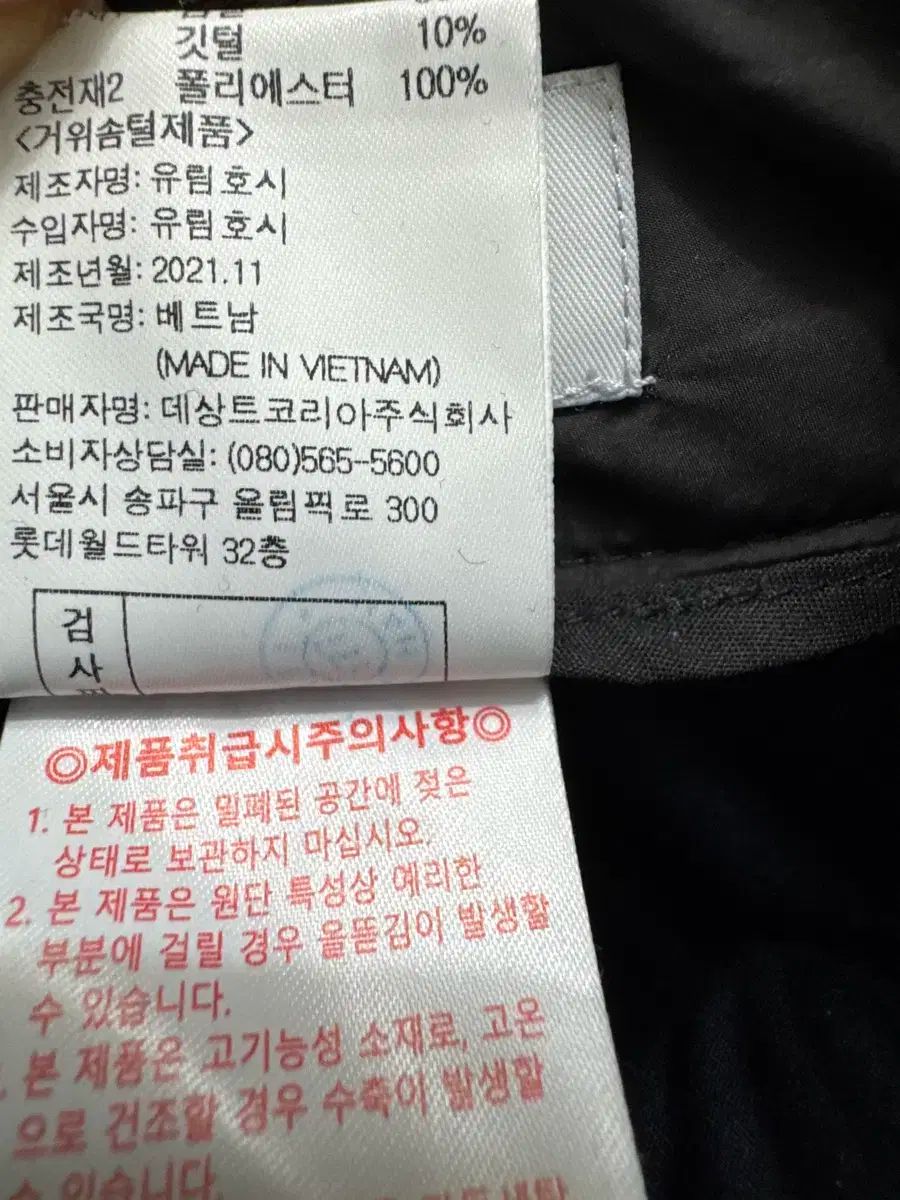 깃털 10%
충전재2 폴리에스터 100%
<거위솜털제품>
제조자명: 유림호시
수입자명: 유림호시
제조년월: 2021.11
제조국명: 베트남
(MADE IN VIETNAM)
판매자명: 데상트코리아주식회사
소비자상담실: (080)565-5600
서울시 송파구 올림픽로 300
롯데월드타워 32층
검
사
◎제품취급시주의사항◎
1. 본 제품은 밀폐된 공간에 젖은
상태로 보관하지 마십시오.
2. 본 제품은 원단 특성상 예리한
부분에 걸릴 경우 올뜯김이 발생할
수 있습니다.
본 제품은 고기능성 소재로, 고온
으로 건조할 경우 수축이 발생할
수 있습니다.